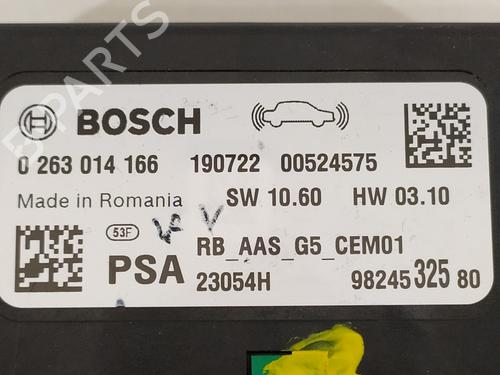 BOSCH
0 263 014 166 190722 00524575
Made in Romania SW 10.60 HW 03.10
53F
RB_AAS_G5_CEM01
PSA 23054H 98245 325 80